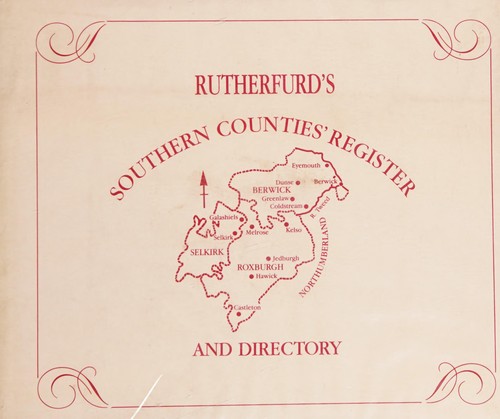 RUTHERFURD'S
SOUTHERN COUNTIES' REGISTER
Eyemouth
Dunse
Berwick
BERWICK
Greenlaw
Coldstream
R. Tweed
Galashiels
Selkirk
Melrose
Kelso
SELKIRK
Jedburgh
ROXBURGH
Hawick
NORTHUMBERLAND
Castleton
AND DIRECTORY